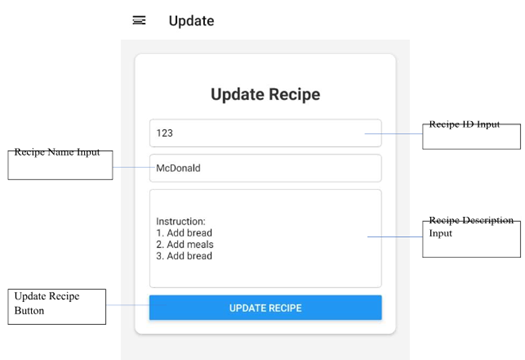 Update
Update Recipe
123
Recipe ID Input
Recipe Name Input
McDonald
Instruction:
1. Add bread
2. Add meals
3. Add bread
Recipe Description
Input
Update Recipe
Button
UPDATE RECIPE